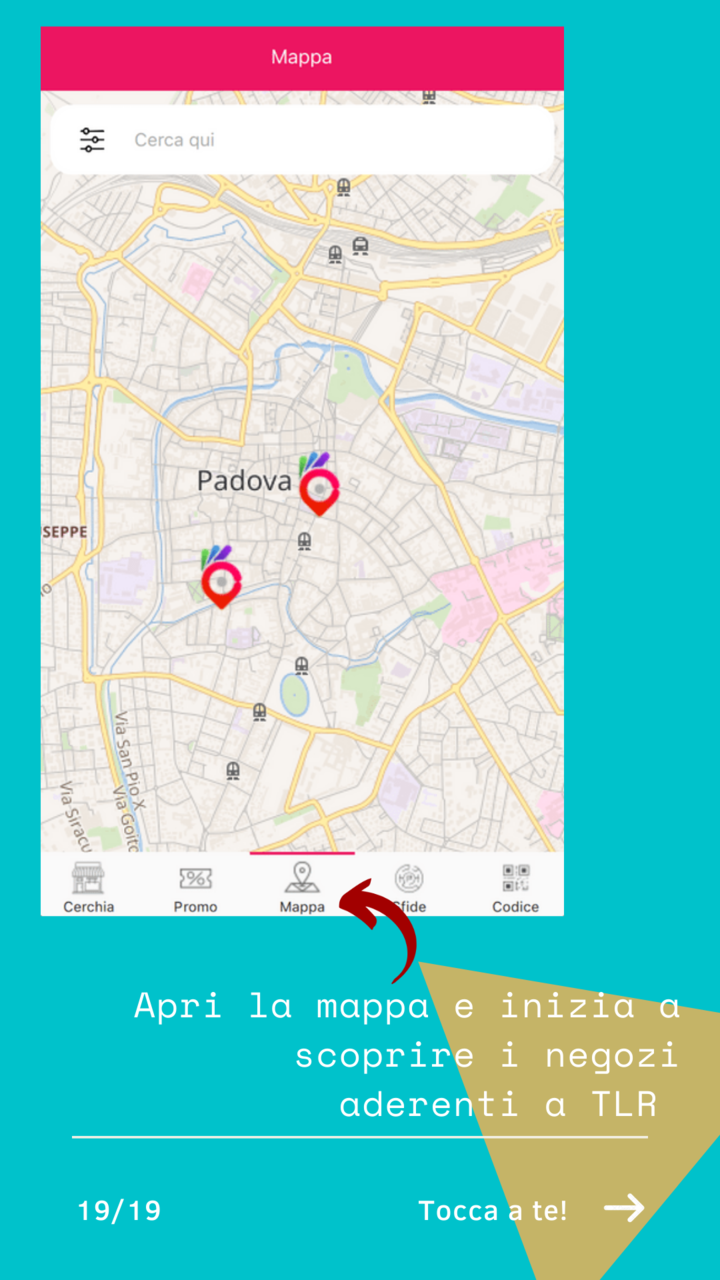 Mappa
Cerca qui
Padova
SEPPE
Via San Pio X
Via Goito
Via Siracu
Cerchia
Promo
Mappa
Sfide
Codice
Apri la mappa e inizia a
scoprire i negozi
aderenti a TLR
19/19
Tocca a te!